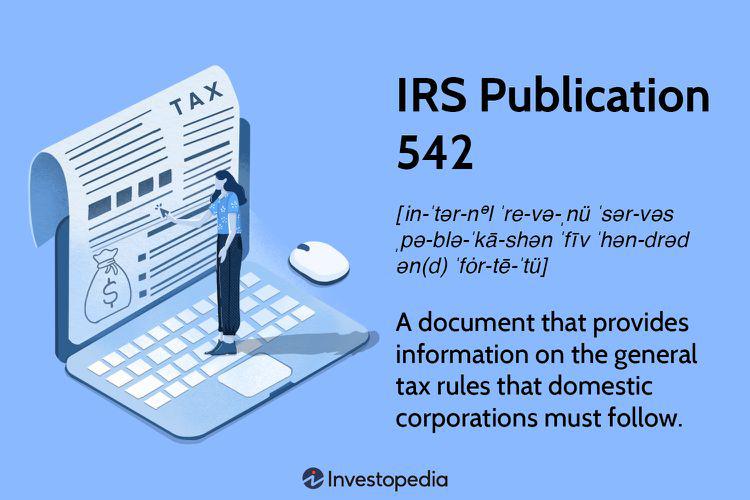 TAX
$
IRS Publication
542
[in-ˈtər-nᵊl ˈre-və-ˌnü ˈsər-vəs
ˌpə-blə-ˈkā-shən ˈfīv ˈhən-drəd
ən(d) ˈfȯr-tē-ˈtü]
A document that provides
information on the general
tax rules that domestic
corporations must follow.
Investopedia